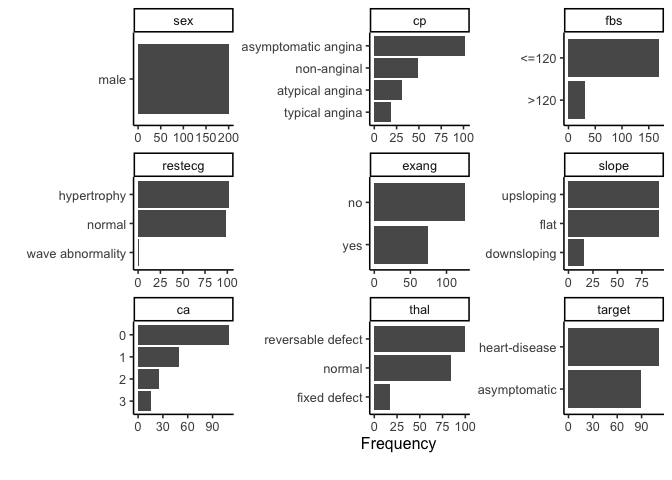 sex
male
0 50 100 150 200
cp
asymptomatic angina
non-anginal
atypical angina
typical angina
0 25 50 75 100
fbs
<=120
>120
0 50 100 150
restecg
hypertrophy
normal
wave abnormality
0 25 50 75 100
exang
no
yes
0 50 100
slope
upsloping
flat
downsloping
0 25 50 75
ca
0
1
2
3
0 30 60 90
thal
reversable defect
normal
fixed defect
0 25 50 75 100
target
heart-disease
asymptomatic
0 30 60 90
Frequency